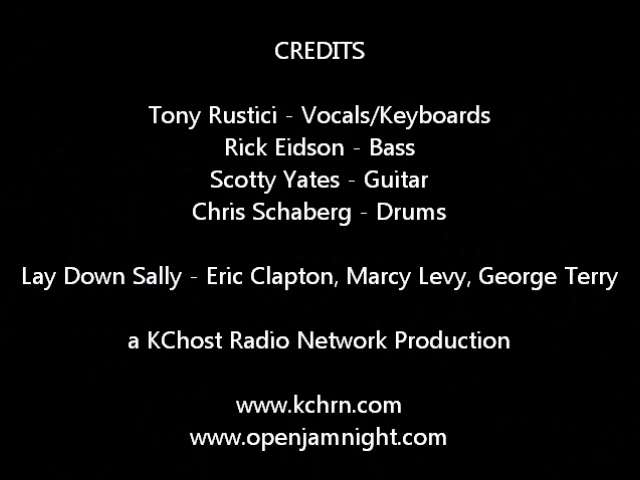 CREDITS
Tony Rustici - Vocals/Keyboards
Rick Eidson - Bass
Scotty Yates - Guitar
Chris Schaberg - Drums
Lay Down Sally - Eric Clapton, Marcy Levy, George Terry
a KChost Radio Network Production
www.kchrn.com
www.openjamnight.com